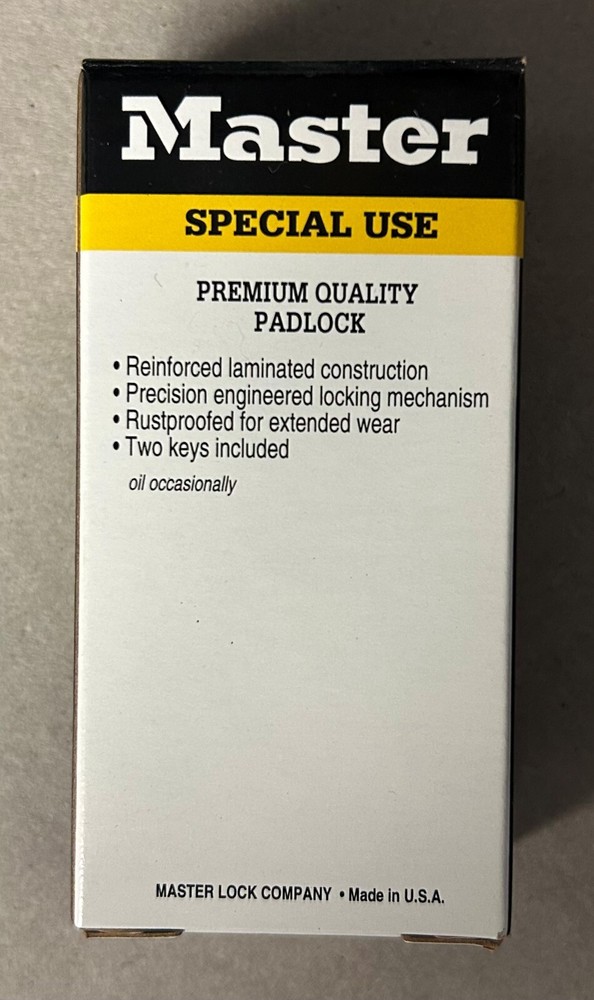 Master
SPECIAL USE
PREMIUM QUALITY
PADLOCK
• Reinforced laminated construction
• Precision engineered locking mechanism
• Rustproofed for extended wear
• Two keys included
oil occasionally
MASTER LOCK COMPANY • Made in U.S.A.